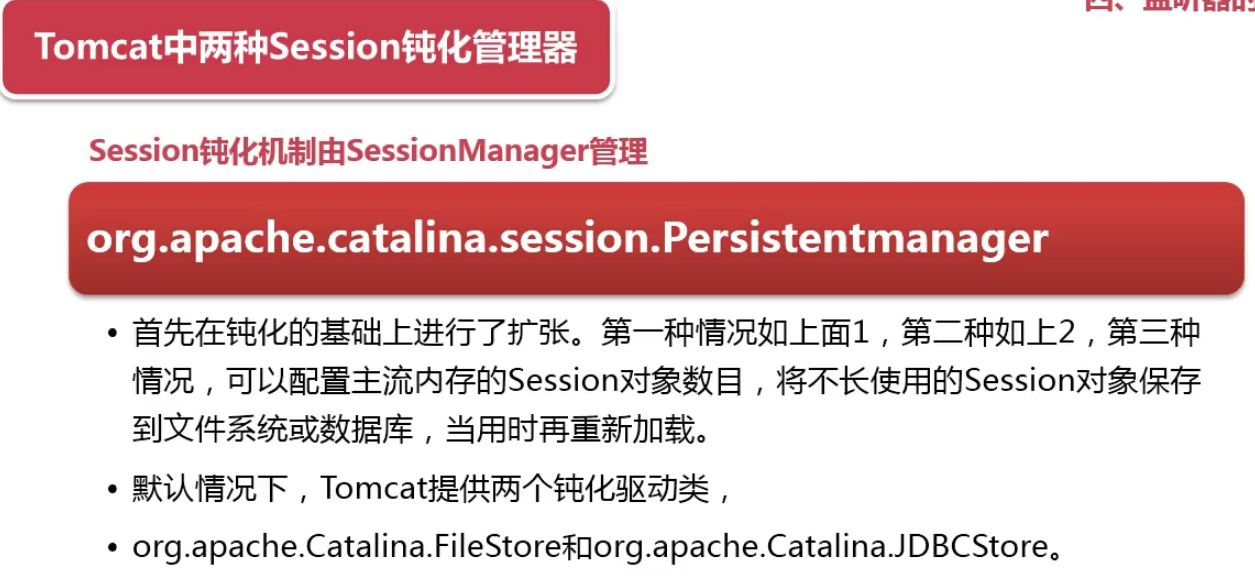 四、监听器的
Tomcat中两种Session钝化管理器
Session钝化机制由SessionManager管理
org.apache.catalina.session.Persistentmanager
• 首先在钝化的基础上进行了扩张。第一种情况如上面1，第二种如上2，第三种
情况，可以配置主流内存的Session对象数目，将不长使用的Session对象保存
到文件系统或数据库，当用时再重新加载。
• 默认情况下，Tomcat提供两个钝化驱动类，
• org.apache.Catalina.FileStore和org.apache.Catalina.JDBCStore。